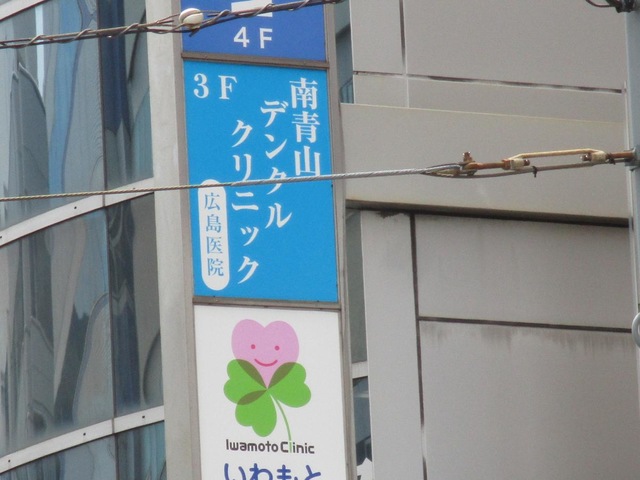 4F
3F
南青山
デンタル
クリニック
広島医院
Iwamoto Clinic
いわもと